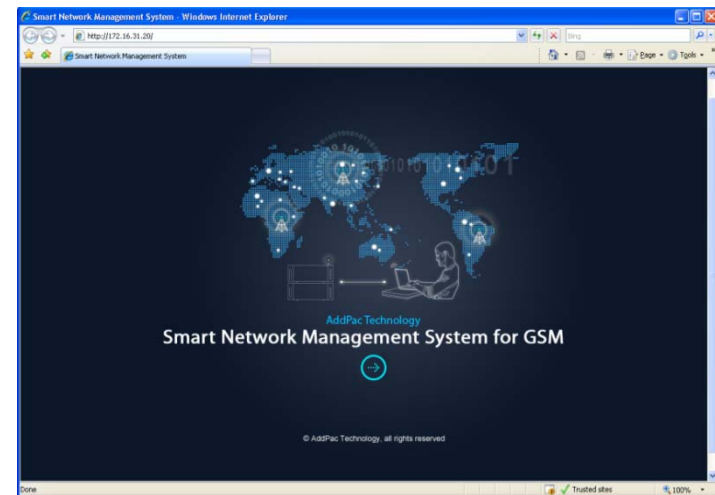 Smart Network Management System - Windows Internet Explorer
http://172.16.31.20/
Bing
Smart Network Management System
Page
Tools
AddPac Technology
Smart Network Management System for GSM
© AddPac Technology, all rights reserved
Done
Trusted sites
100%